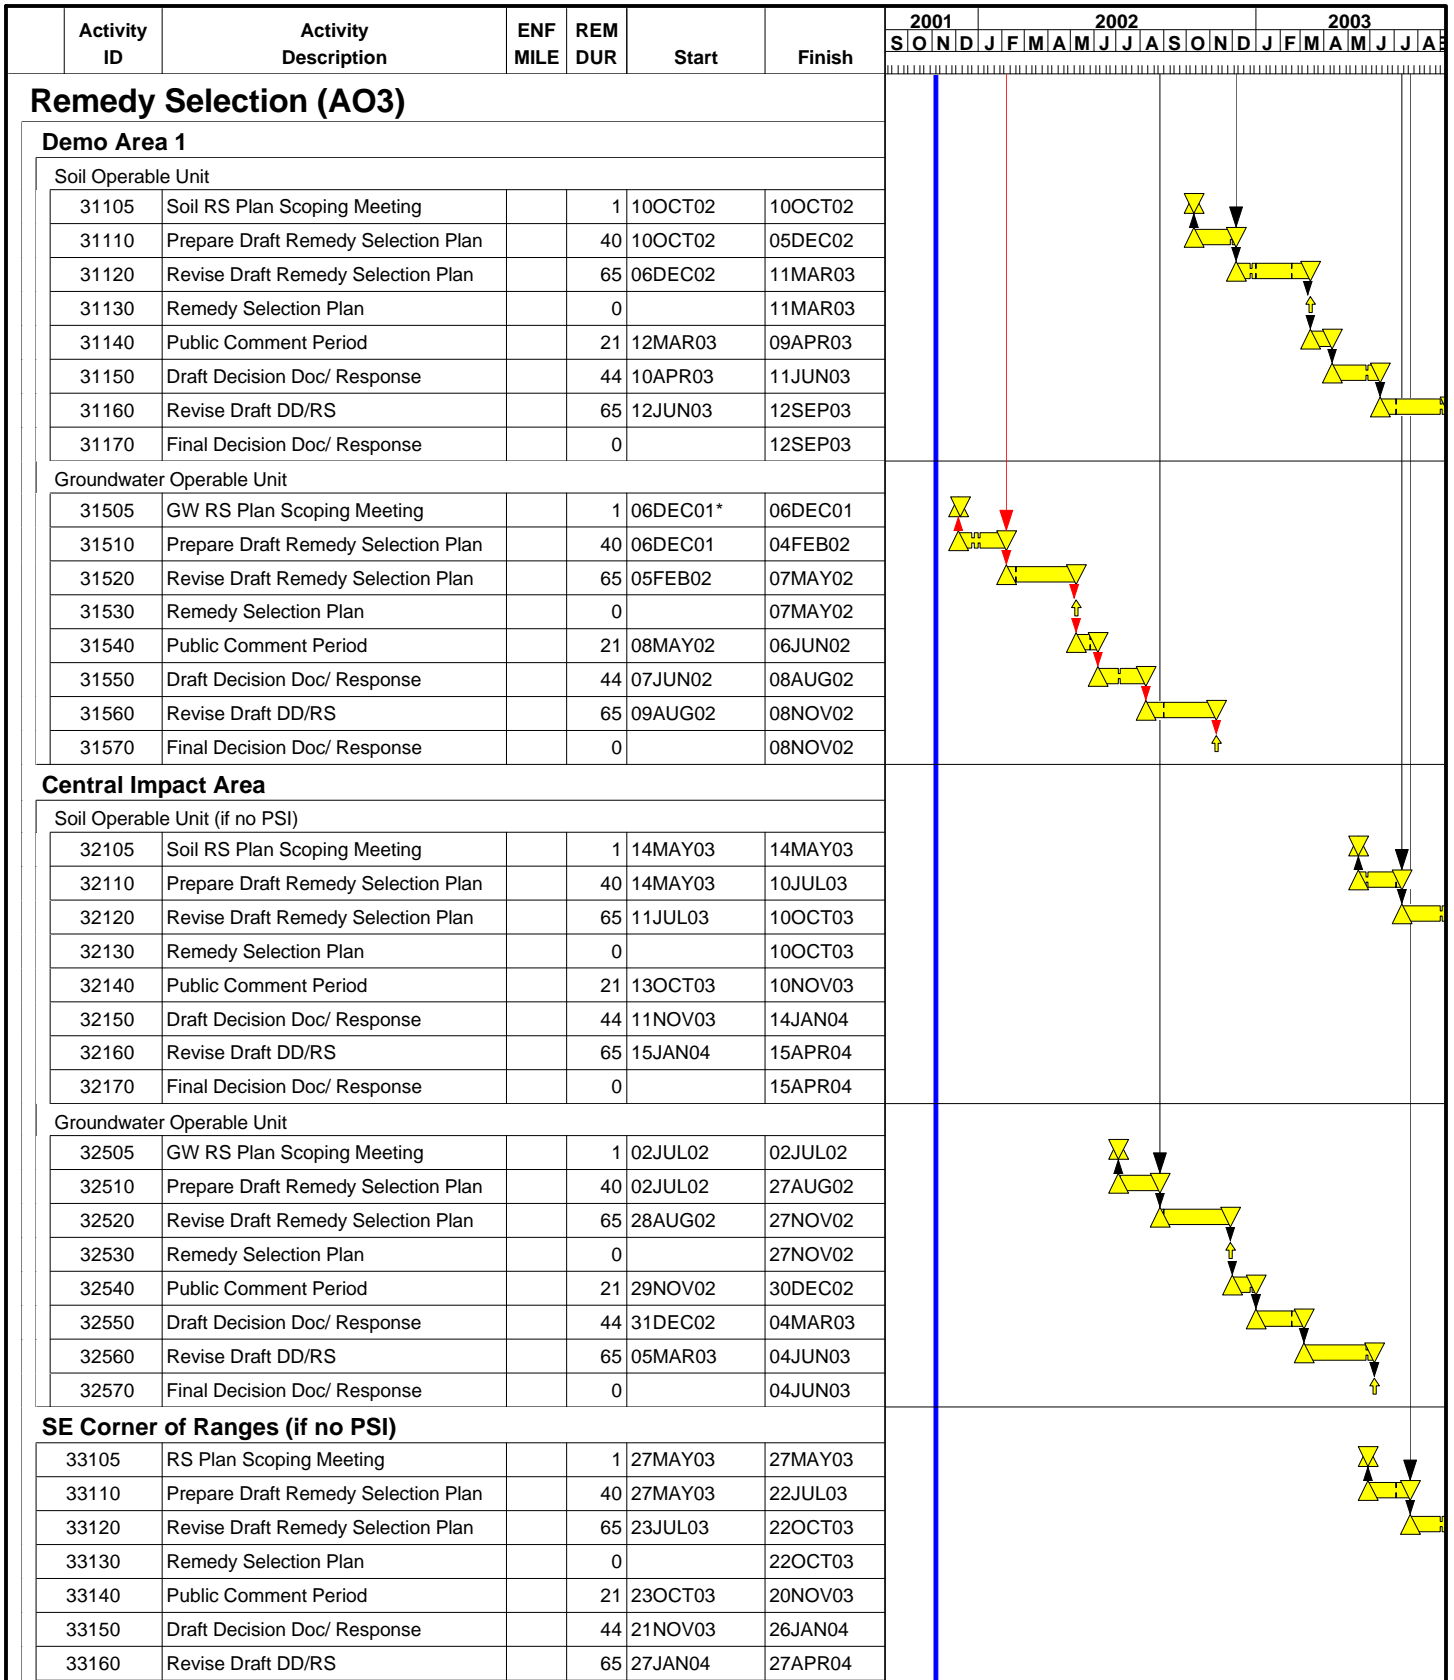 2001 2002 2003
Activity Activity ENF REM
S O N D J F M A M J J A S O N D J F M A M J J A
ID Description MILE DUR Start Finish
Remedy Selection (AO3)
Demo Area 1
Soil Operable Unit
31105 Soil RS Plan Scoping Meeting 1 10OCT02 10OCT02
31110 Prepare Draft Remedy Selection Plan 40 10OCT02 05DEC02
31120 Revise Draft Remedy Selection Plan 65 06DEC02 11MAR03
31130 Remedy Selection Plan 0 11MAR03
31140 Public Comment Period 21 12MAR03 09APR03
31150 Draft Decision Doc/ Response 44 10APR03 11JUN03
31160 Revise Draft DD/RS 65 12JUN03 12SEP03
31170 Final Decision Doc/ Response 0 12SEP03
Groundwater Operable Unit
31505 GW RS Plan Scoping Meeting 1 06DEC01* 06DEC01
31510 Prepare Draft Remedy Selection Plan 40 06DEC01 04FEB02
31520 Revise Draft Remedy Selection Plan 65 05FEB02 07MAY02
31530 Remedy Selection Plan 0 07MAY02
31540 Public Comment Period 21 08MAY02 06JUN02
31550 Draft Decision Doc/ Response 44 07JUN02 08AUG02
31560 Revise Draft DD/RS 65 09AUG02 08NOV02
31570 Final Decision Doc/ Response 0 08NOV02
Central Impact Area
Soil Operable Unit (if no PSI)
32105 Soil RS Plan Scoping Meeting 1 14MAY03 14MAY03
32110 Prepare Draft Remedy Selection Plan 40 14MAY03 10JUL03
32120 Revise Draft Remedy Selection Plan 65 11JUL03 10OCT03
32130 Remedy Selection Plan 0 10OCT03
32140 Public Comment Period 21 13OCT03 10NOV03
32150 Draft Decision Doc/ Response 44 11NOV03 14JAN04
32160 Revise Draft DD/RS 65 15JAN04 15APR04
32170 Final Decision Doc/ Response 0 15APR04
Groundwater Operable Unit
32505 GW RS Plan Scoping Meeting 1 02JUL02 02JUL02
32510 Prepare Draft Remedy Selection Plan 40 02JUL02 27AUG02
32520 Revise Draft Remedy Selection Plan 65 28AUG02 27NOV02
32530 Remedy Selection Plan 0 27NOV02
32540 Public Comment Period 21 29NOV02 30DEC02
32550 Draft Decision Doc/ Response 44 31DEC02 04MAR03
32560 Revise Draft DD/RS 65 05MAR03 04JUN03
32570 Final Decision Doc/ Response 0 04JUN03
SE Corner of Ranges (if no PSI)
33105 RS Plan Scoping Meeting 1 27MAY03 27MAY03
33110 Prepare Draft Remedy Selection Plan 40 27MAY03 22JUL03
33120 Revise Draft Remedy Selection Plan 65 23JUL03 22OCT03
33130 Remedy Selection Plan 0 22OCT03
33140 Public Comment Period 21 23OCT03 20NOV03
33150 Draft Decision Doc/ Response 44 21NOV03 26JAN04
33160 Revise Draft DD/RS 65 27JAN04 27APR04